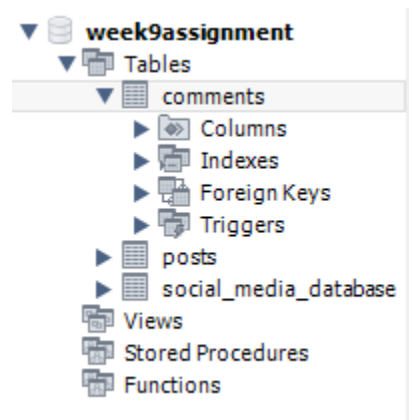 week9assignment
Tables
comments
Columns
Indexes
Foreign Keys
Triggers
posts
social_media_database
Views
Stored Procedures
Functions